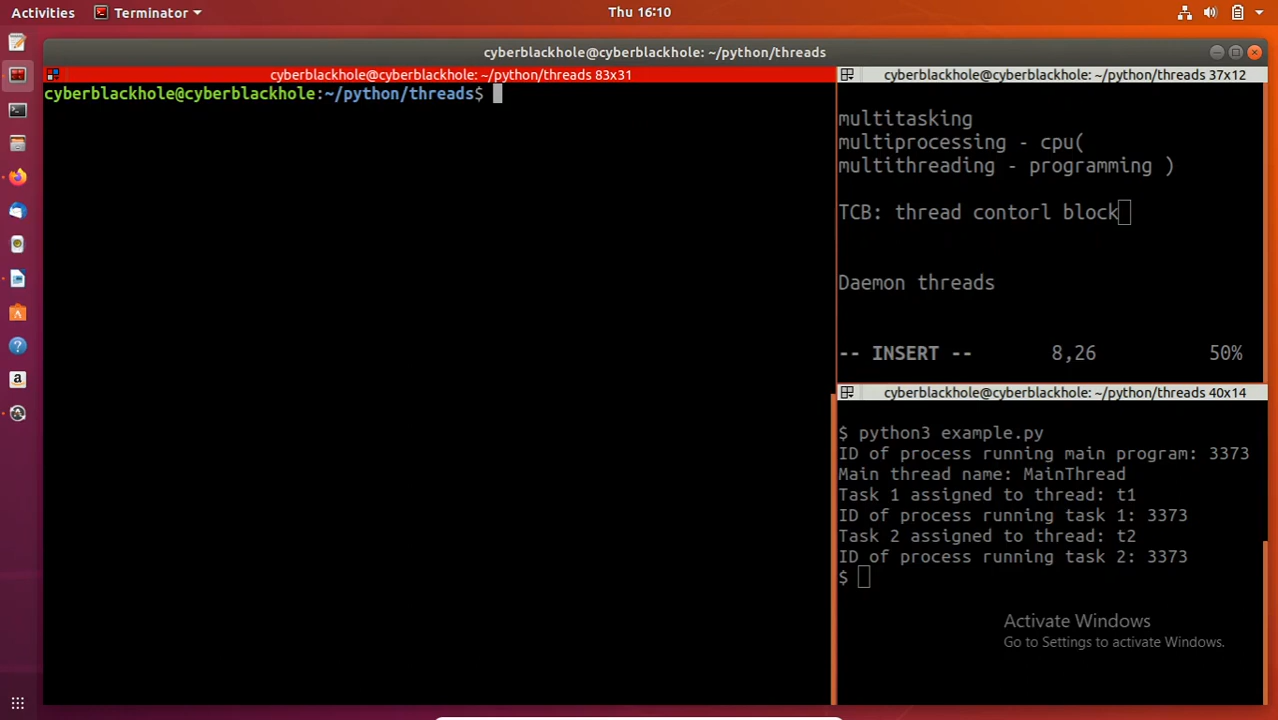 Activities
Terminator
Thu 16:10
cyberblackhole@cyberblackhole: ~/python/threads
cyberblackhole@cyberblackhole: ~/python/threads 83x31
cyberblackhole@cyberblackhole:~/python/threads$
cyberblackhole@cyberblackhole: ~/python/threads 37x12
multitasking
multiprocessing - cpu(
multithreading - programming )
TCB: thread contorl block
Daemon threads
-- INSERT -- 8,26 50%
cyberblackhole@cyberblackhole: ~/python/threads 40x14
$ python3 example.py
ID of process running main program: 3373
Main thread name: MainThread
Task 1 assigned to thread: t1
ID of process running task 1: 3373
Task 2 assigned to thread: t2
ID of process running task 2: 3373
$
Activate Windows
Go to Settings to activate Windows.